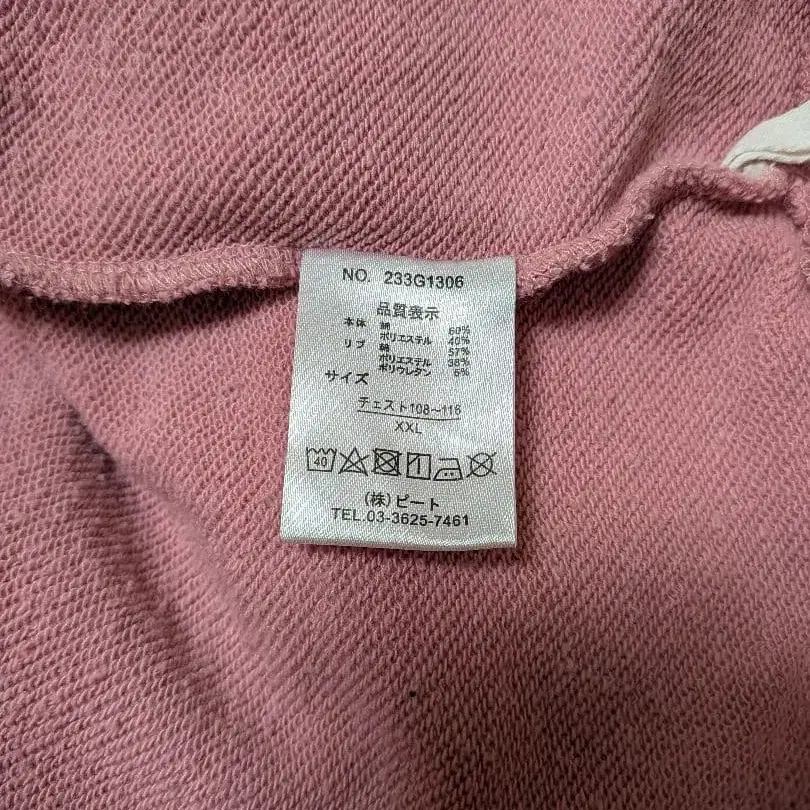 NO. 233G1306
品質表示
本体 綿 60%
ポリエステル 40%
リブ 綿 57%
ポリエステル 38%
ポリウレタン 5%
サイズ
チェスト108~116
XXL
40
(株)ビート
TEL.03-3625-7461